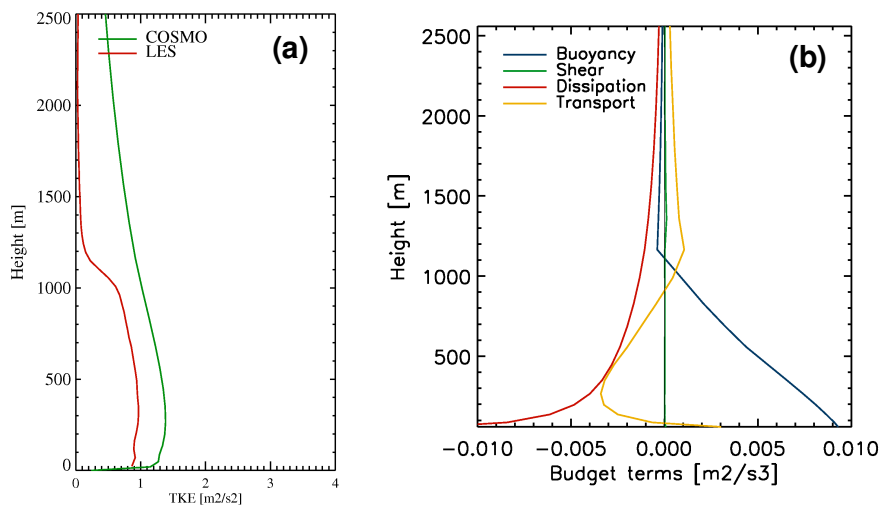 (a)
COSMO
LES
2500
2000
1500
1000
500
0
Height [m]
0 1 2 3 4
TKE [m2/s2]
(b)
Buoyancy
Shear
Dissipation
Transport
2500
2000
1500
1000
500
Height [m]
-0.010 -0.005 0.000 0.005 0.010
Budget terms [m2/s3]